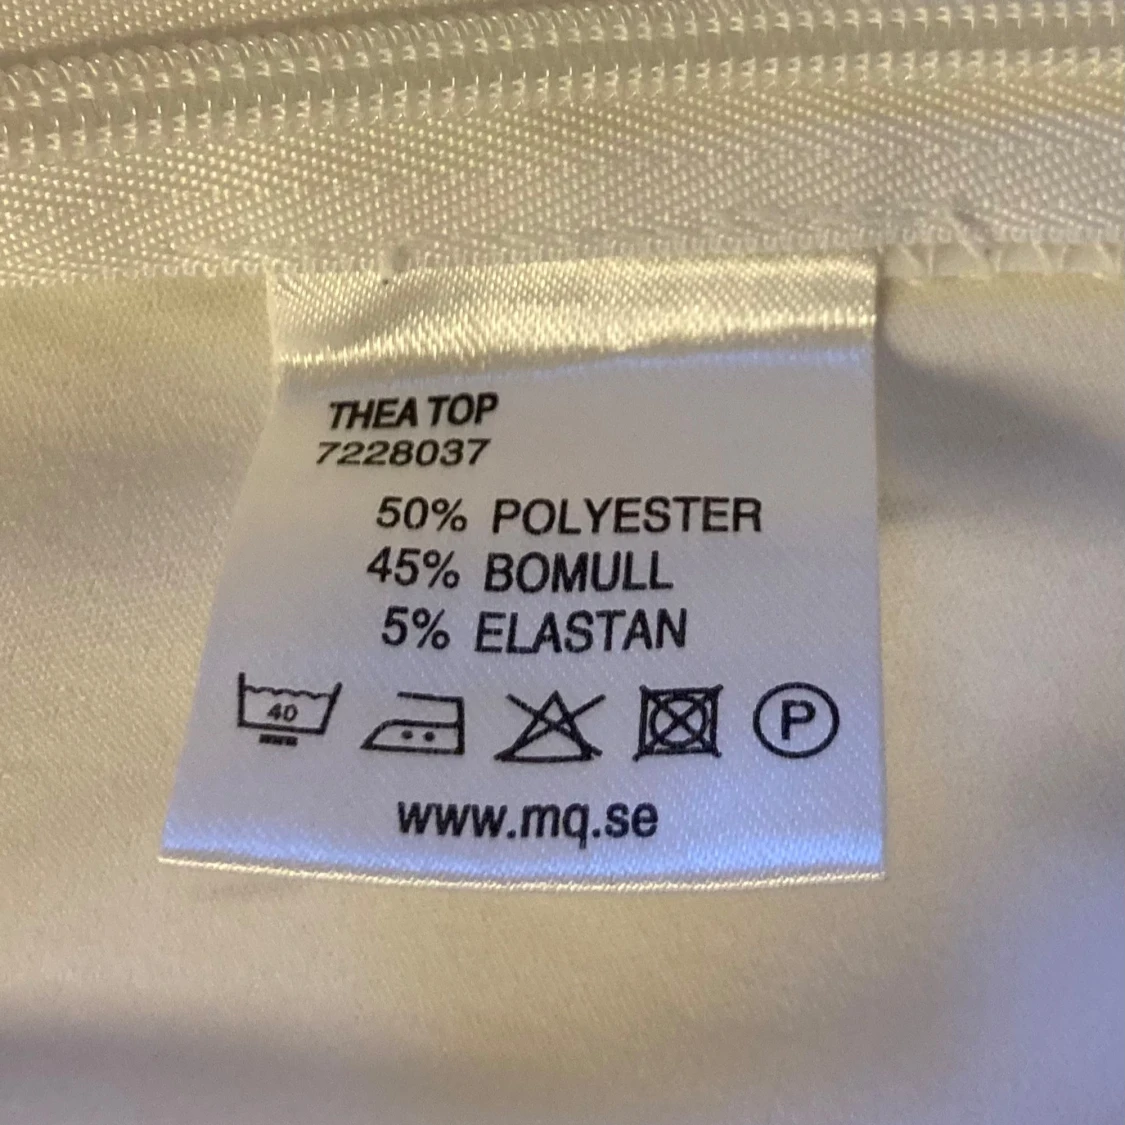 THEA TOP
7228037
50% POLYESTER
45% BOMULL
5% ELASTAN
40 P
www.mq.se